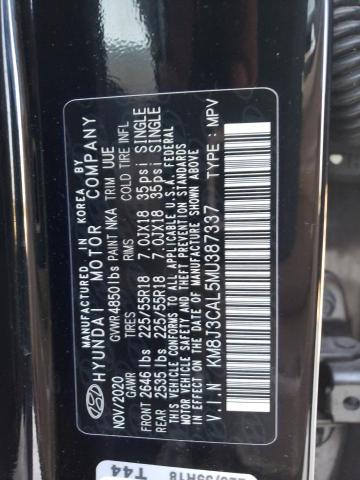 MANUFACTURED IN KOREA BY
HYUNDAI MOTOR COMPANY
NOV/2020 GVWR 4850lbs PAINT NKA TRIM UUE
GAWR TIRES RIMS COLD TIRE INFL
FRONT 2646 lbs 225/55R18 7.0JX18 35psi SINGLE
REAR 2535 lbs 225/55R18 7.0JX18 35psi SINGLE
THIS VEHICLE CONFORMS TO ALL APPLICABLE U.S. FEDERAL
MOTOR VEHICLE SAFETY AND BUMPER, AND THEFT PREVENTION
STANDARDS IN EFFECT ON THE DATE OF MANUFACTURE SHOWN ABOVE.
V.I.N KM8J3CAL5MU387337 TYPE : MPV
T44